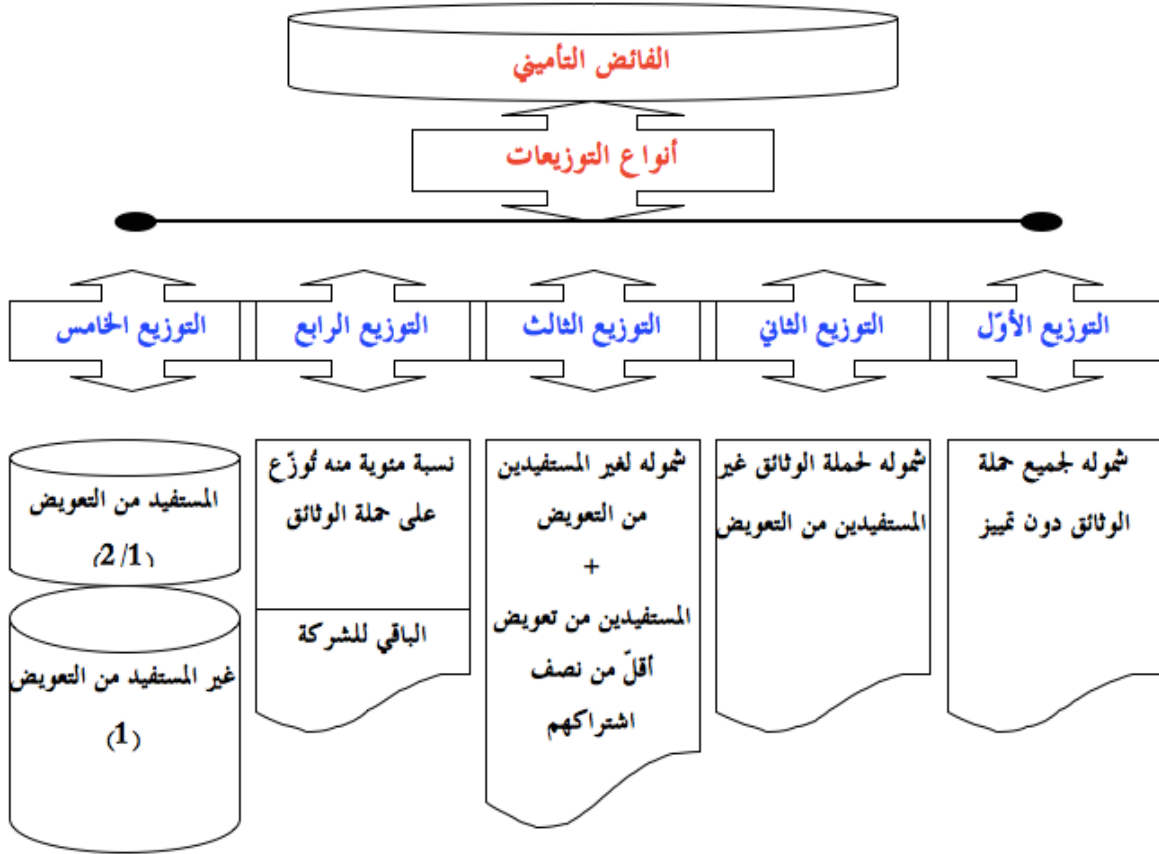 الفائض التأميني
أنواع التوزيعات
التوزيع الأوّل
التوزيع الثاني
التوزيع الثالث
التوزيع الرابع
التوزيع الخامس
شموله لجميع حملة
الوثائق دون تمييز
شموله لحملة الوثائق غير
المستفيدين من التعويض
شموله لغير المستفيدين
من التعويض
+
المستفيدين من تعويض
أقلّ من نصف
اشتراكهم
نسبة مئوية منه تُوزّع
على حملة الوثائق
الباقي للشركة
المستفيد من التعويض
(2/1)
غير المستفيد من التعويض
(1)